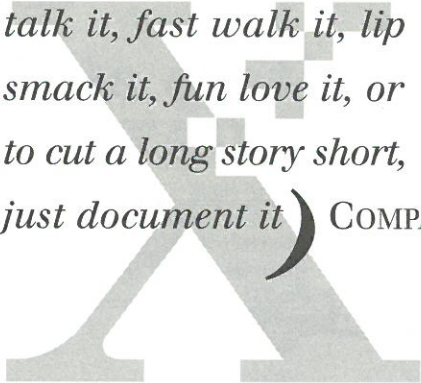 talk it, fast walk it, lip
smack it, fun love it, or
to cut a long story short,
just document it) COMPA
X